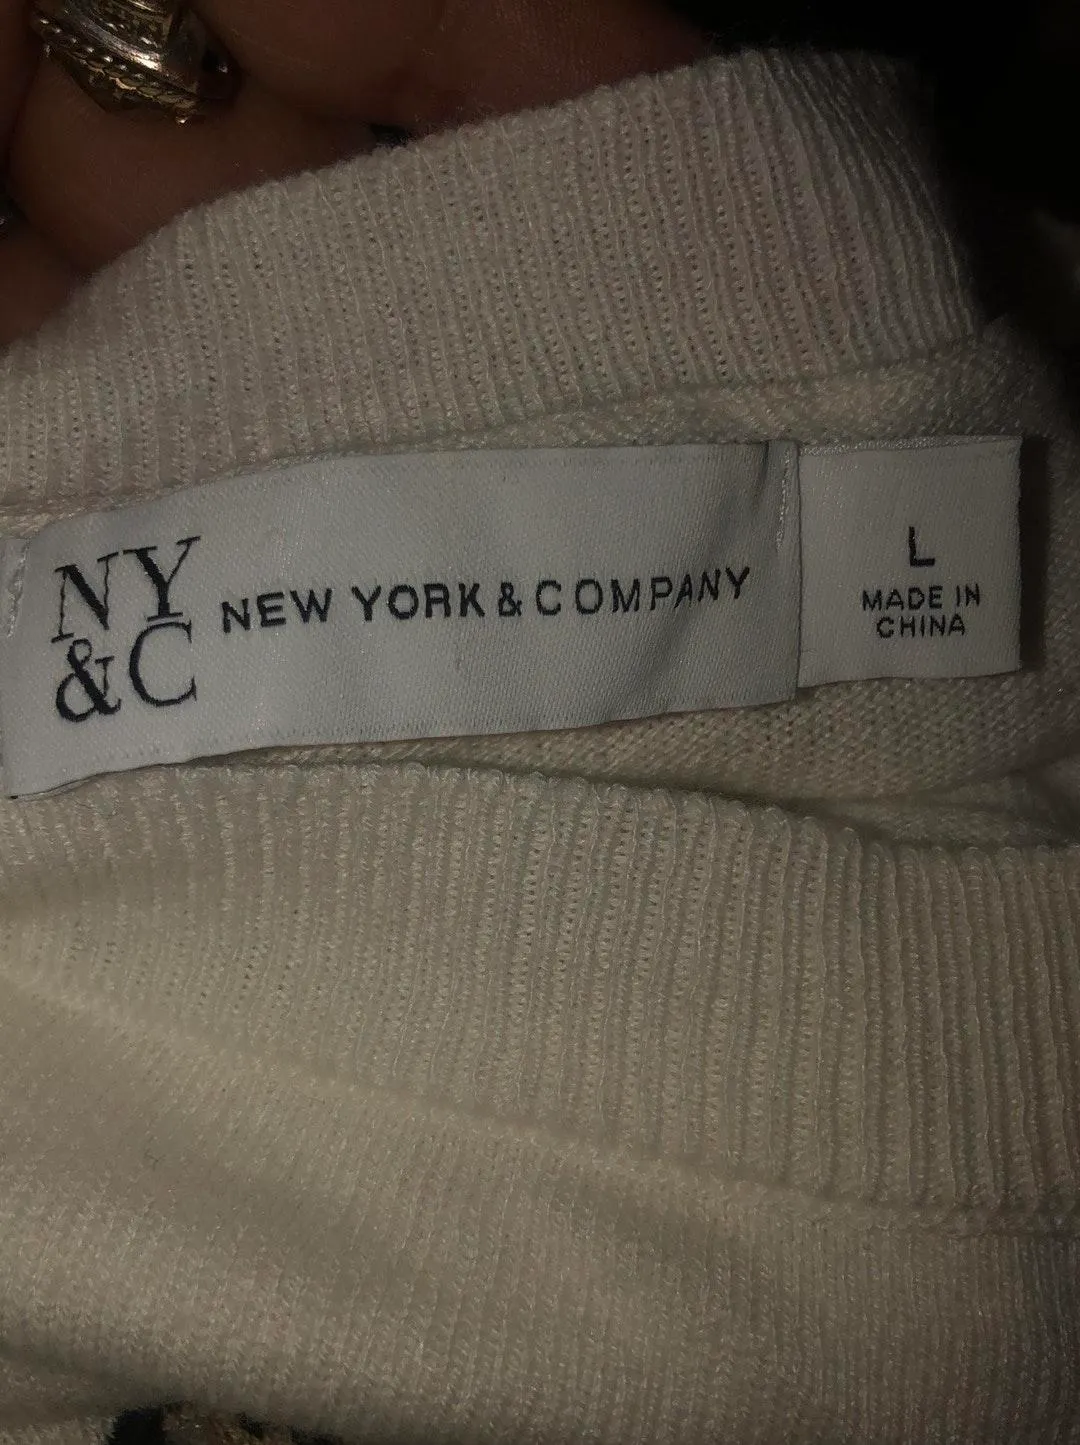 NY
&C
NEW YORK & COMPANY
L
MADE IN
CHINA